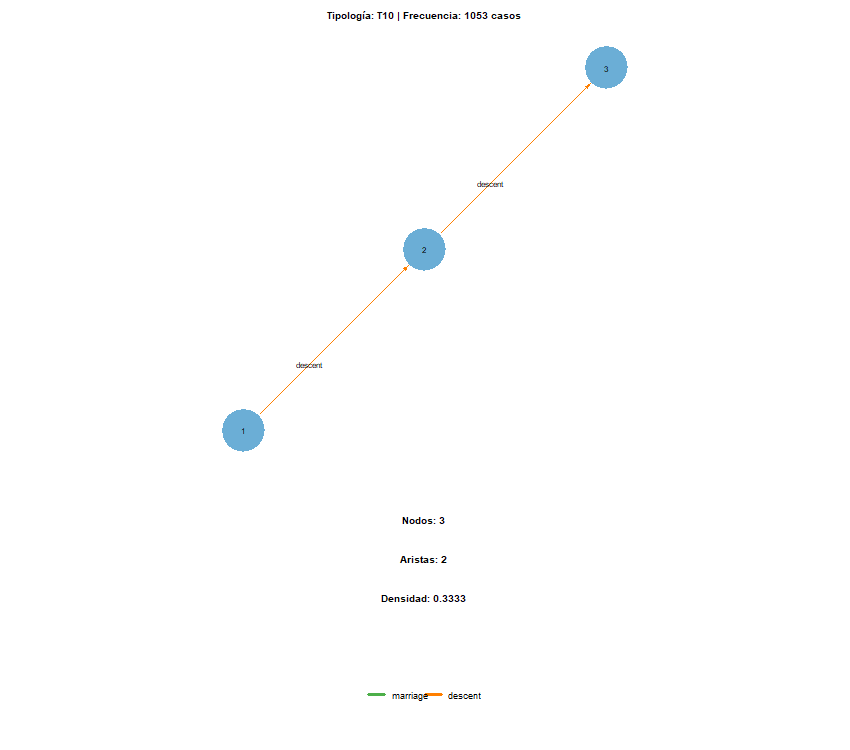 Tipología: T10 | Frecuencia: 1053 casos
3
descent
2
descent
1
Nodos: 3
Aristas: 2
Densidad: 0.3333
marriage descent